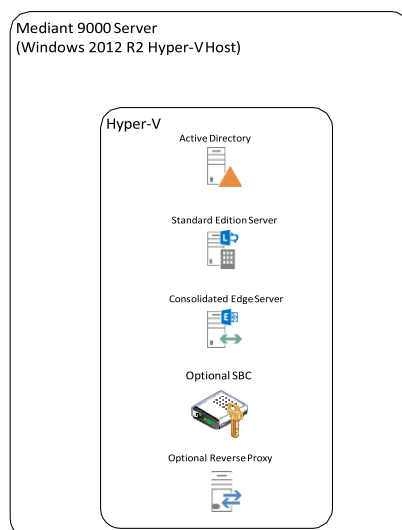 Mediant 9000 Server
(Windows 2012 R2 Hyper-V Host)
Hyper-V
Active Directory
Standard Edition Server
L
Consolidated Edge Server
E
Optional SBC
Optional Reverse Proxy